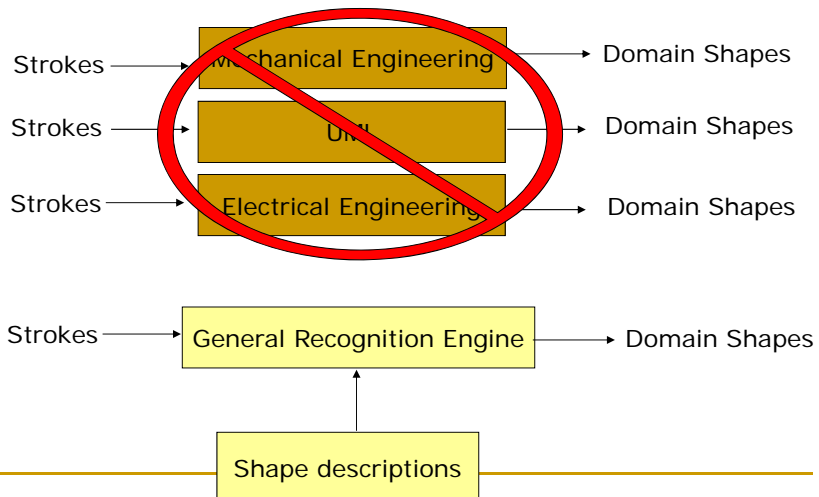 Strokes Mechanical Engineering Domain Shapes
Strokes UML Domain Shapes
Strokes Electrical Engineering Domain Shapes
Strokes General Recognition Engine Domain Shapes
Shape descriptions